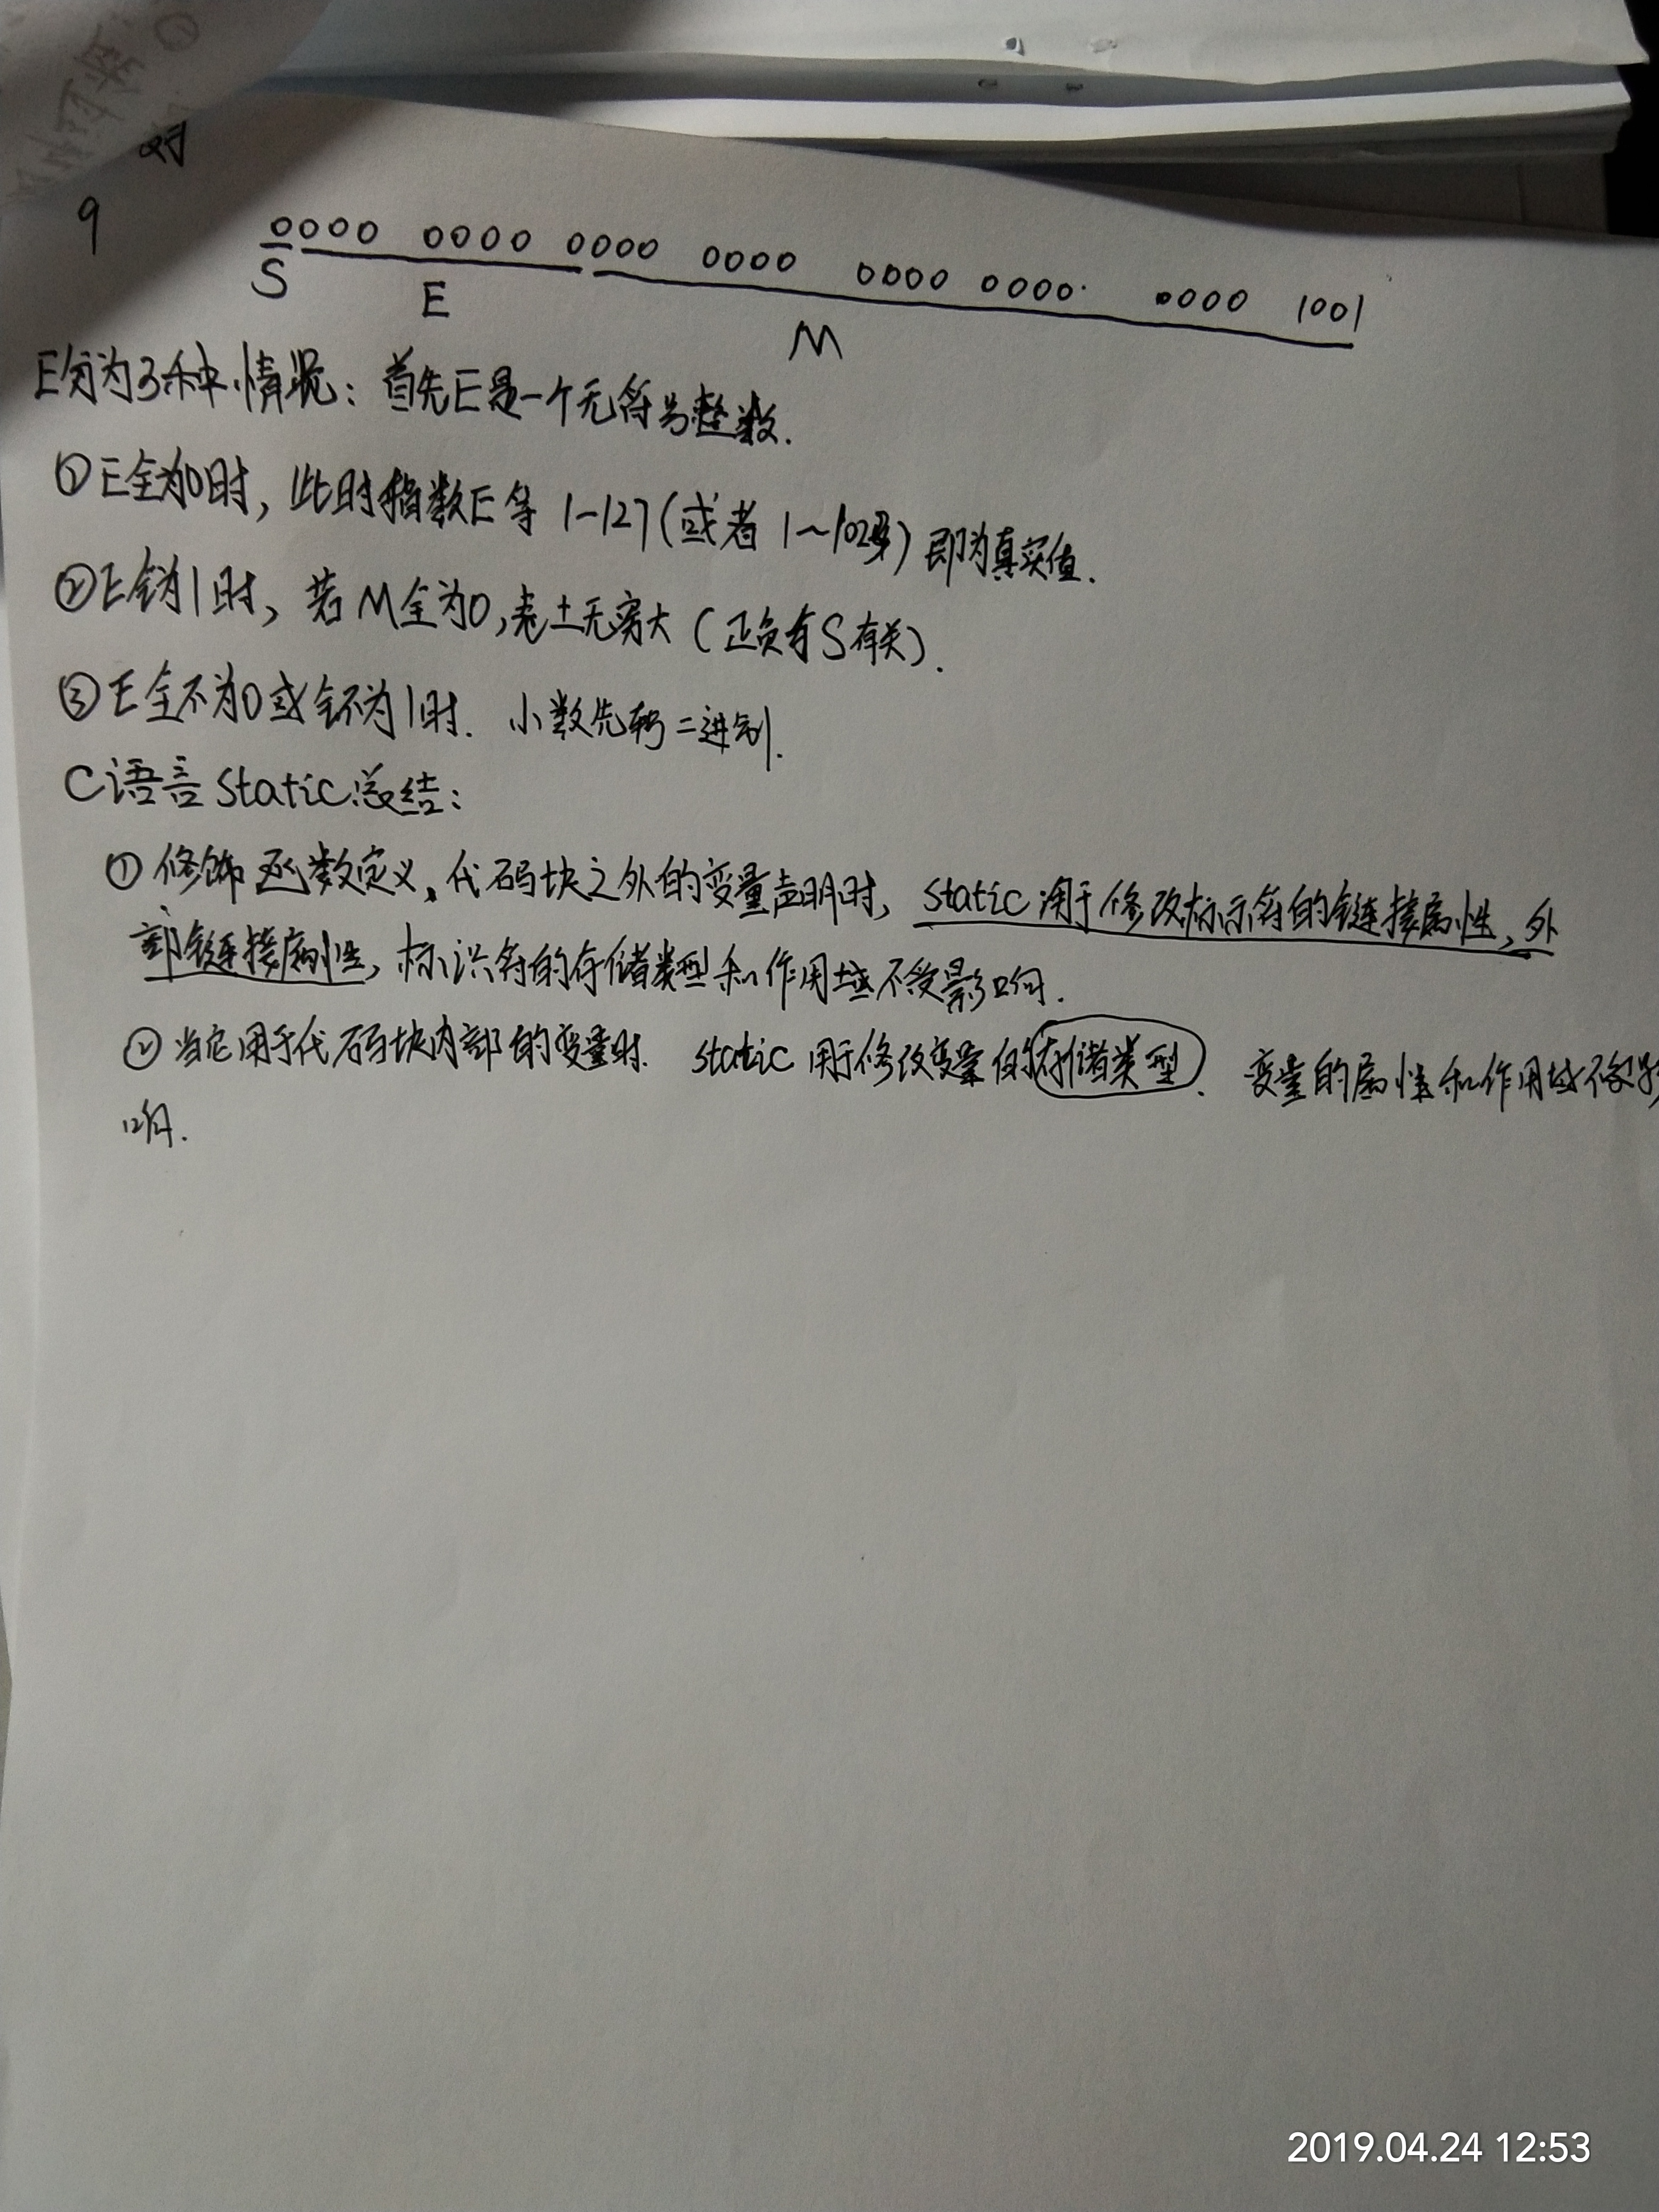 对
9 0000 0000 0000 0000 0000 0000 0000 1001
S E M
E分为3种情况：首先E是一个无符号整数.
①E全为0时，此时指数E等 1-127(或者 1~1023) 即为真实值.
②E全为1时，若M全为0,表±无穷大（正负有S有关）.
③E全不为0或全不为1时. 小数先转二进制.
C语言static总结：
①修饰函数定义、代码块之外的变量声明时，static用于修改标示符的链接属性，外
部链接属性，标识符的存储类型和作用域不受影响.
②当它用于代码块内部的变量时. static 用于修改变量的存储类型. 变量的属性和作用域不受影
响.
2019.04.24 12:53